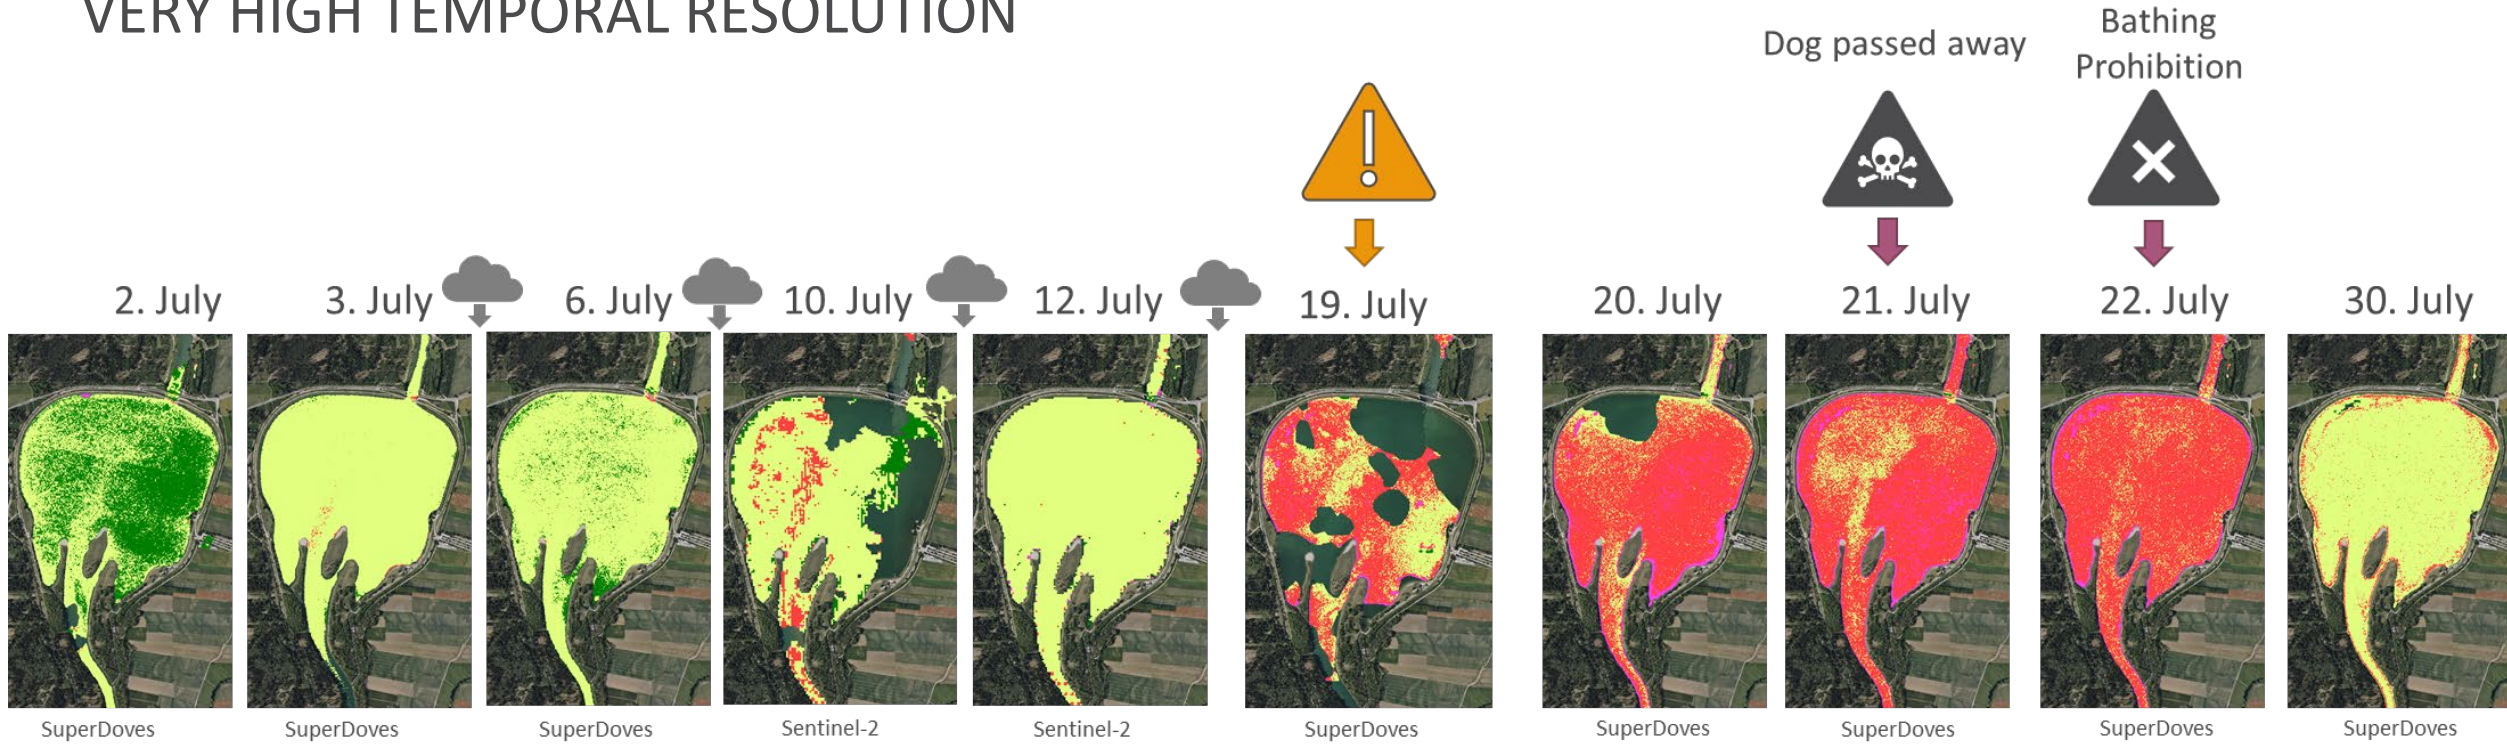 VERY HIGH TEMPORAL RESOLUTION
Dog passed away
Bathing
Prohibition
2. July
3. July
6. July
10. July
12. July
19. July
20. July
21. July
22. July
30. July
SuperDoves
SuperDoves
SuperDoves
Sentinel-2
Sentinel-2
SuperDoves
SuperDoves
SuperDoves
SuperDoves
SuperDoves